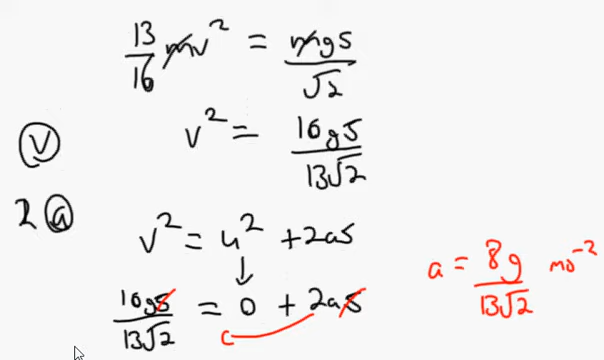 13/16 mv² = mgs/√2
v² = 16gs/13√2
v
2 a
v² = u² + 2as
↓
16gs/13√2 = 0 + 2as
a = 8g/13√2 ms⁻²